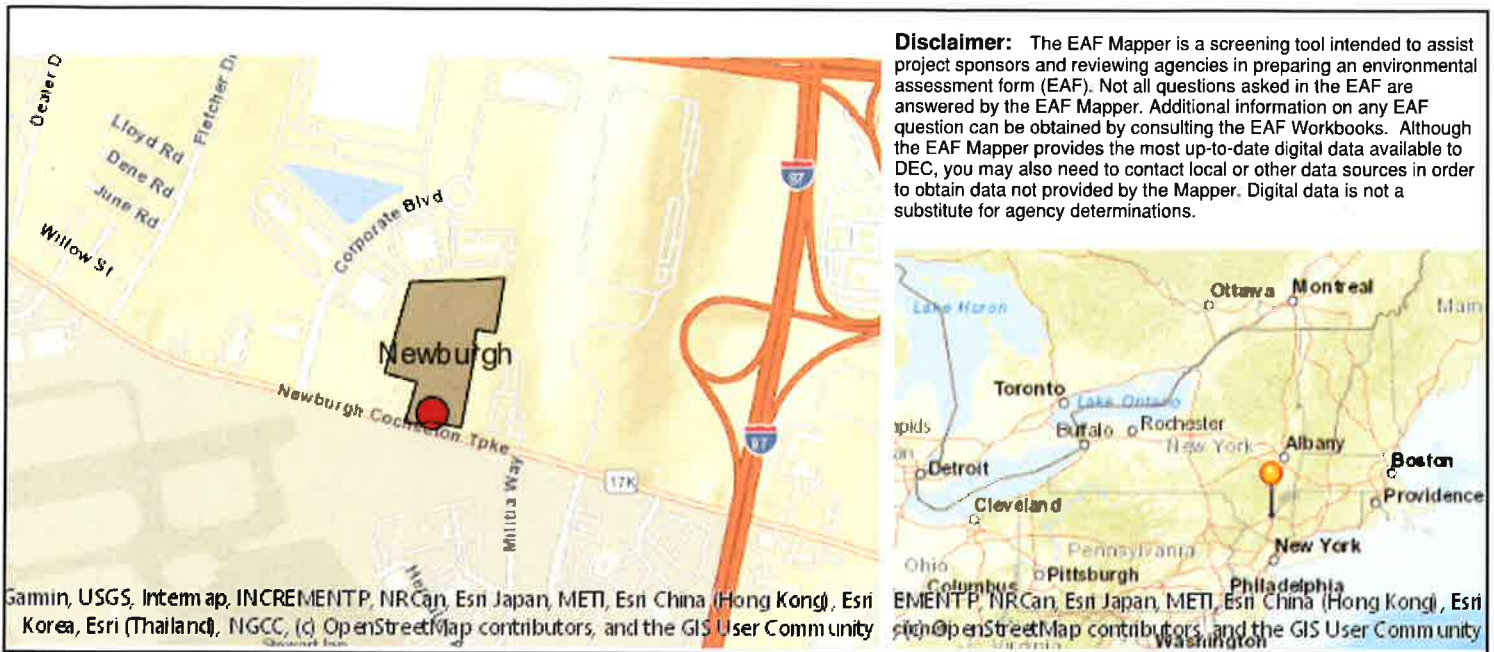 Disclaimer: The EAF Mapper is a screening tool intended to assist
project sponsors and reviewing agencies in preparing an environmental
assessment form (EAF). Not all questions asked in the EAF are
answered by the EAF Mapper. Additional information on any EAF
question can be obtained by consulting the EAF Workbooks. Although
the EAF Mapper provides the most up-to-date digital data available to
DEC, you may also need to contact local or other data sources in order
to obtain data not provided by the Mapper. Digital data is not a
substitute for agency determinations.
Dealer D
Fletcher Dr
Lloyd Rd
Dene Rd
June Rd
Willow St
Corporate Blvd
87
Newburgh
Newburgh Cochecton Tpke
87
17K
Militia Way
Garmin, USGS, Intermap, INCREMENT P, NRCan, Esri Japan, METI, Esri China (Hong Kong), Esri
Korea, Esri (Thailand), NGCC, (c) OpenStreetMap contributors, and the GIS User Community
Ottawa
Montreal
Lake Huron
Main
Toronto
Lake Ontario
Buffalo
Rochester
New York
Albany
apids
Detroit
Boston
Providence
Cleveland
Pennsylvania
New York
Ohio
Columbus
Pittsburgh
Philadelphia
EMENT P, NRCan, Esri Japan, METI, Esri China (Hong Kong), Esri
(c) OpenStreetMap contributors, and the GIS User Community
Washington